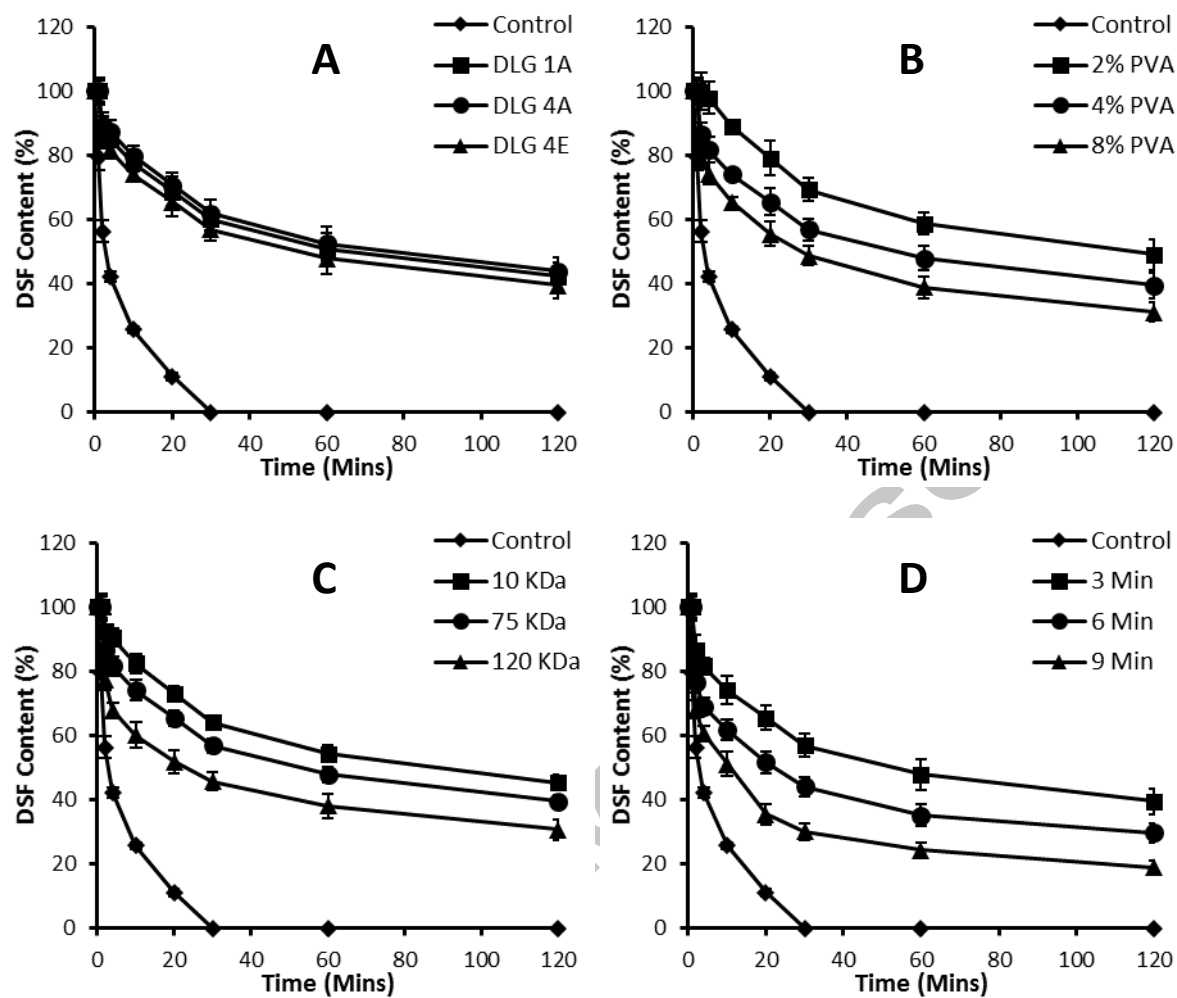 120
100
80
60
40
20
0
DSF Content (%)
A
Control
DLG 1A
DLG 4A
DLG 4E
0 20 40 60 80 100 120
Time (Mins)
120
100
80
60
40
20
0
DSF Content (%)
B
Control
2% PVA
4% PVA
8% PVA
0 20 40 60 80 100 120
Time (Mins)
120
100
80
60
40
20
0
DSF Content (%)
C
Control
10 KDa
75 KDa
120 KDa
0 20 40 60 80 100 120
Time (Mins)
120
100
80
60
40
20
0
DSF Content (%)
D
Control
3 Min
6 Min
9 Min
0 20 40 60 80 100 120
Time (Mins)